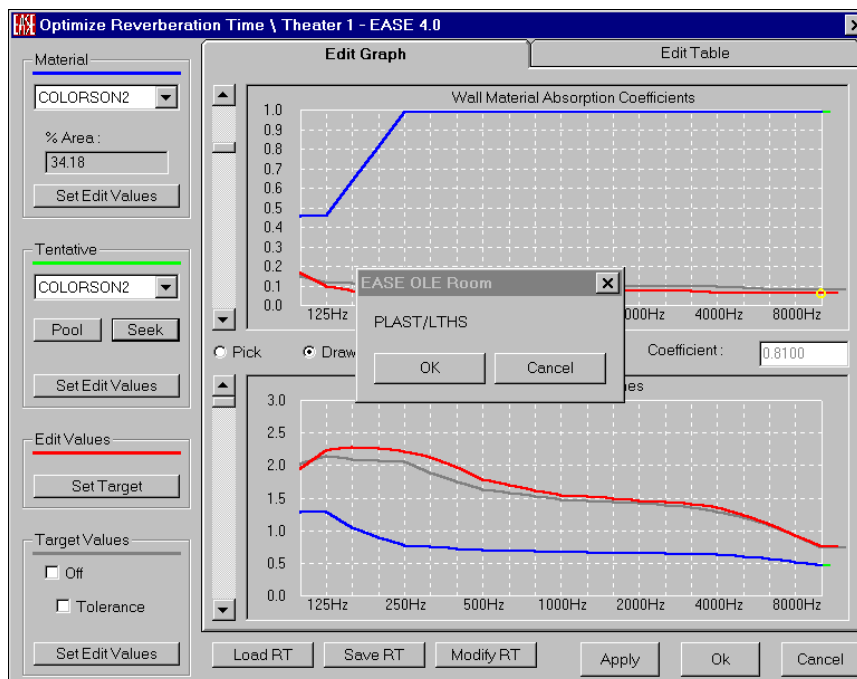 EASE Optimize Reverberation Time \ Theater 1 - EASE 4.0
Material
COLORSON2
% Area :
34.18
Set Edit Values
Tentative
COLORSON2
Pool
Seek
Set Edit Values
Edit Values
Set Target
Target Values
Off
Tolerance
Set Edit Values
Edit Graph
Edit Table
Wall Material Absorption Coefficients
1.0
0.9
0.8
0.7
0.6
0.5
0.4
0.3
0.2
0.1
0.0
125Hz
2000Hz
4000Hz
8000Hz
EASE OLE Room
PLAST/LTHS
OK
Cancel
Pick
Draw
Coefficient :
0.8100
3.0
2.5
2.0
1.5
1.0
0.5
0.0
125Hz
250Hz
500Hz
1000Hz
2000Hz
4000Hz
8000Hz
Load RT
Save RT
Modify RT
Apply
Ok
Cancel